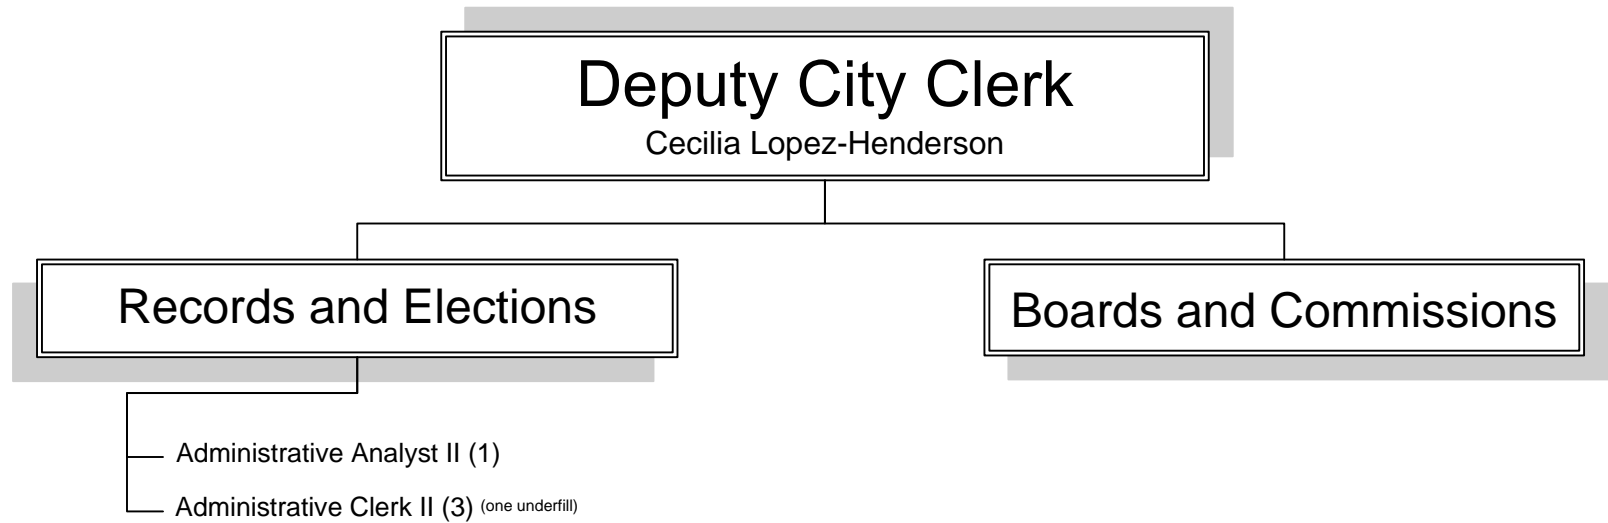 Deputy City Clerk
Cecilia Lopez-Henderson
Records and Elections
Boards and Commissions
Administrative Analyst II (1)
Administrative Clerk II (3) (one underfill)